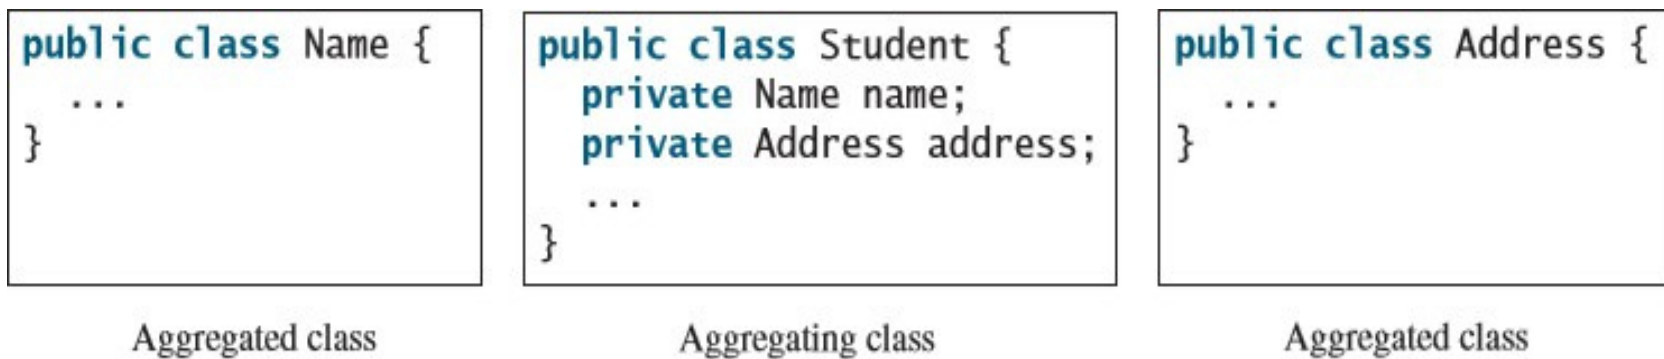 public class Name {
...
}
Aggregated class
public class Student {
private Name name;
private Address address;
...
}
Aggregating class
public class Address {
...
}
Aggregated class